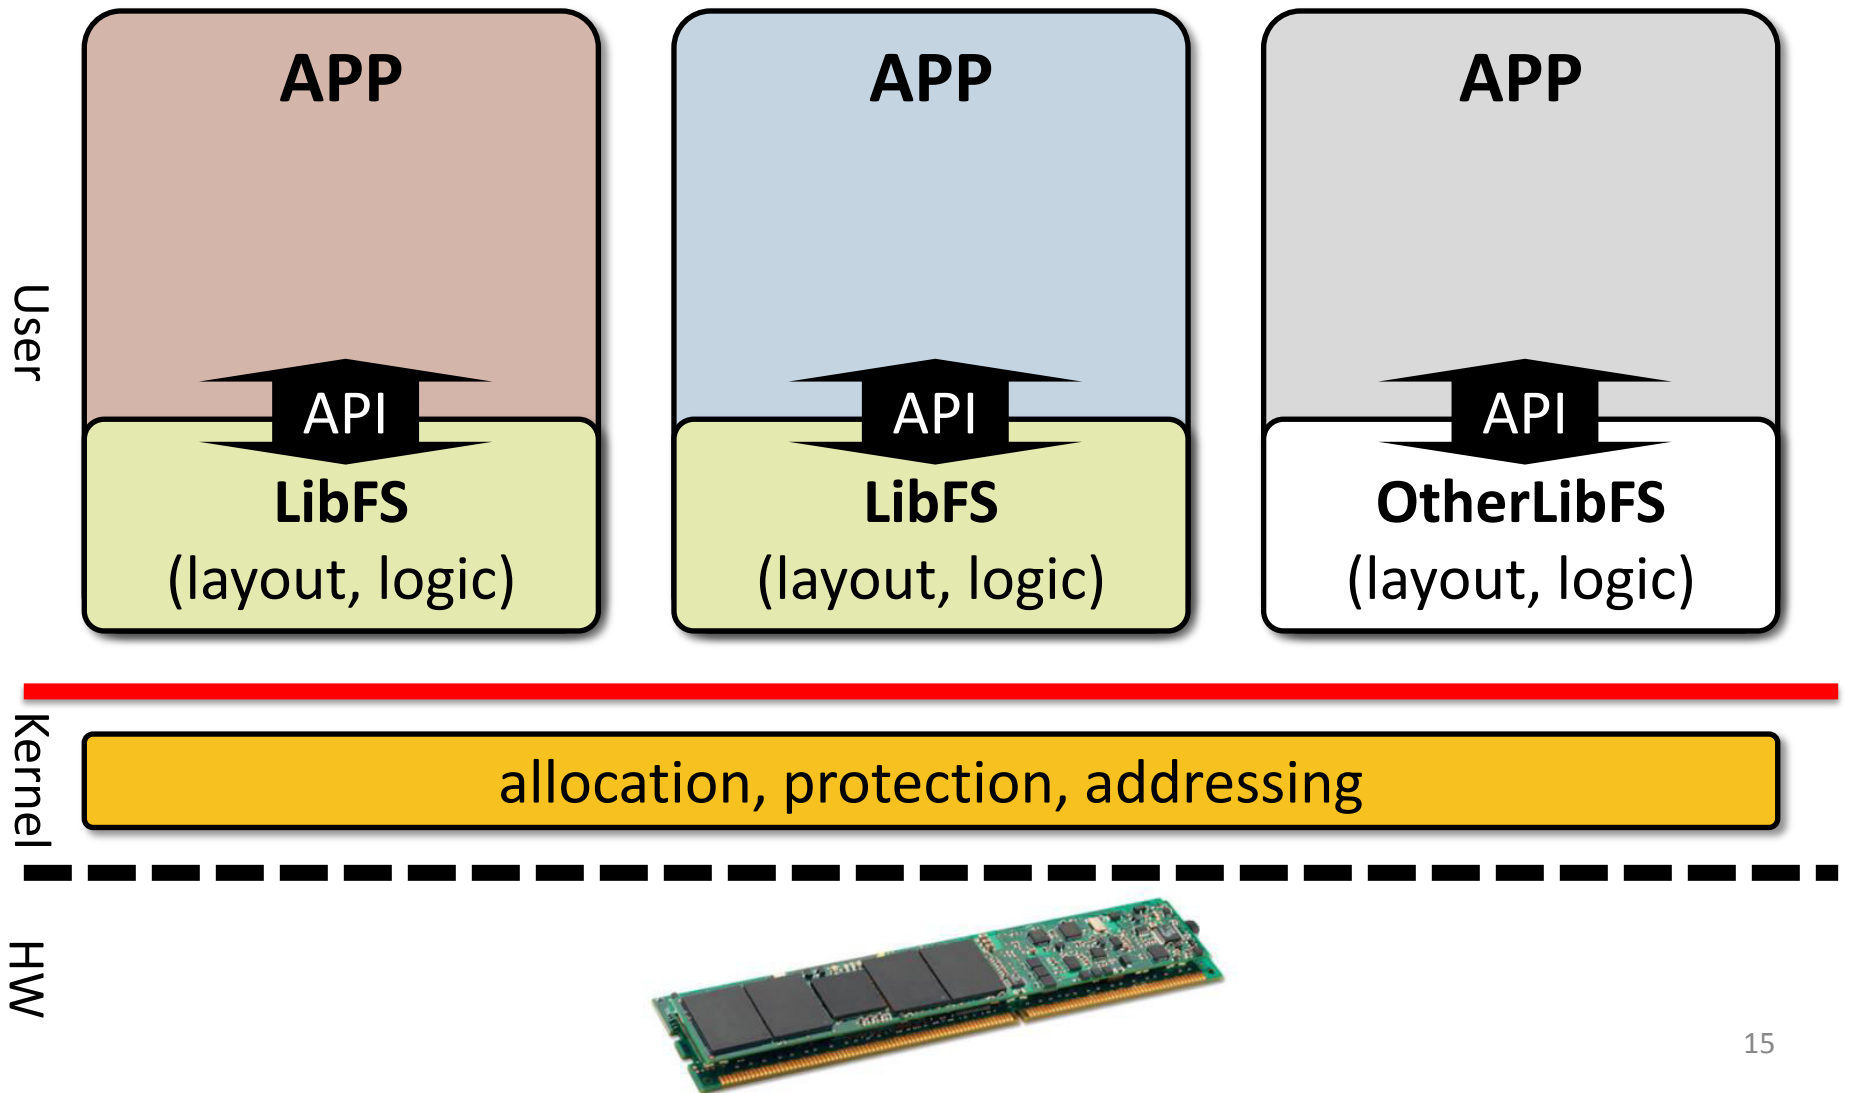 APP
APP
APP
User
API
API
API
LibFS
(layout, logic)
LibFS
(layout, logic)
OtherLibFS
(layout, logic)
Kernel
allocation, protection, addressing
HW
15